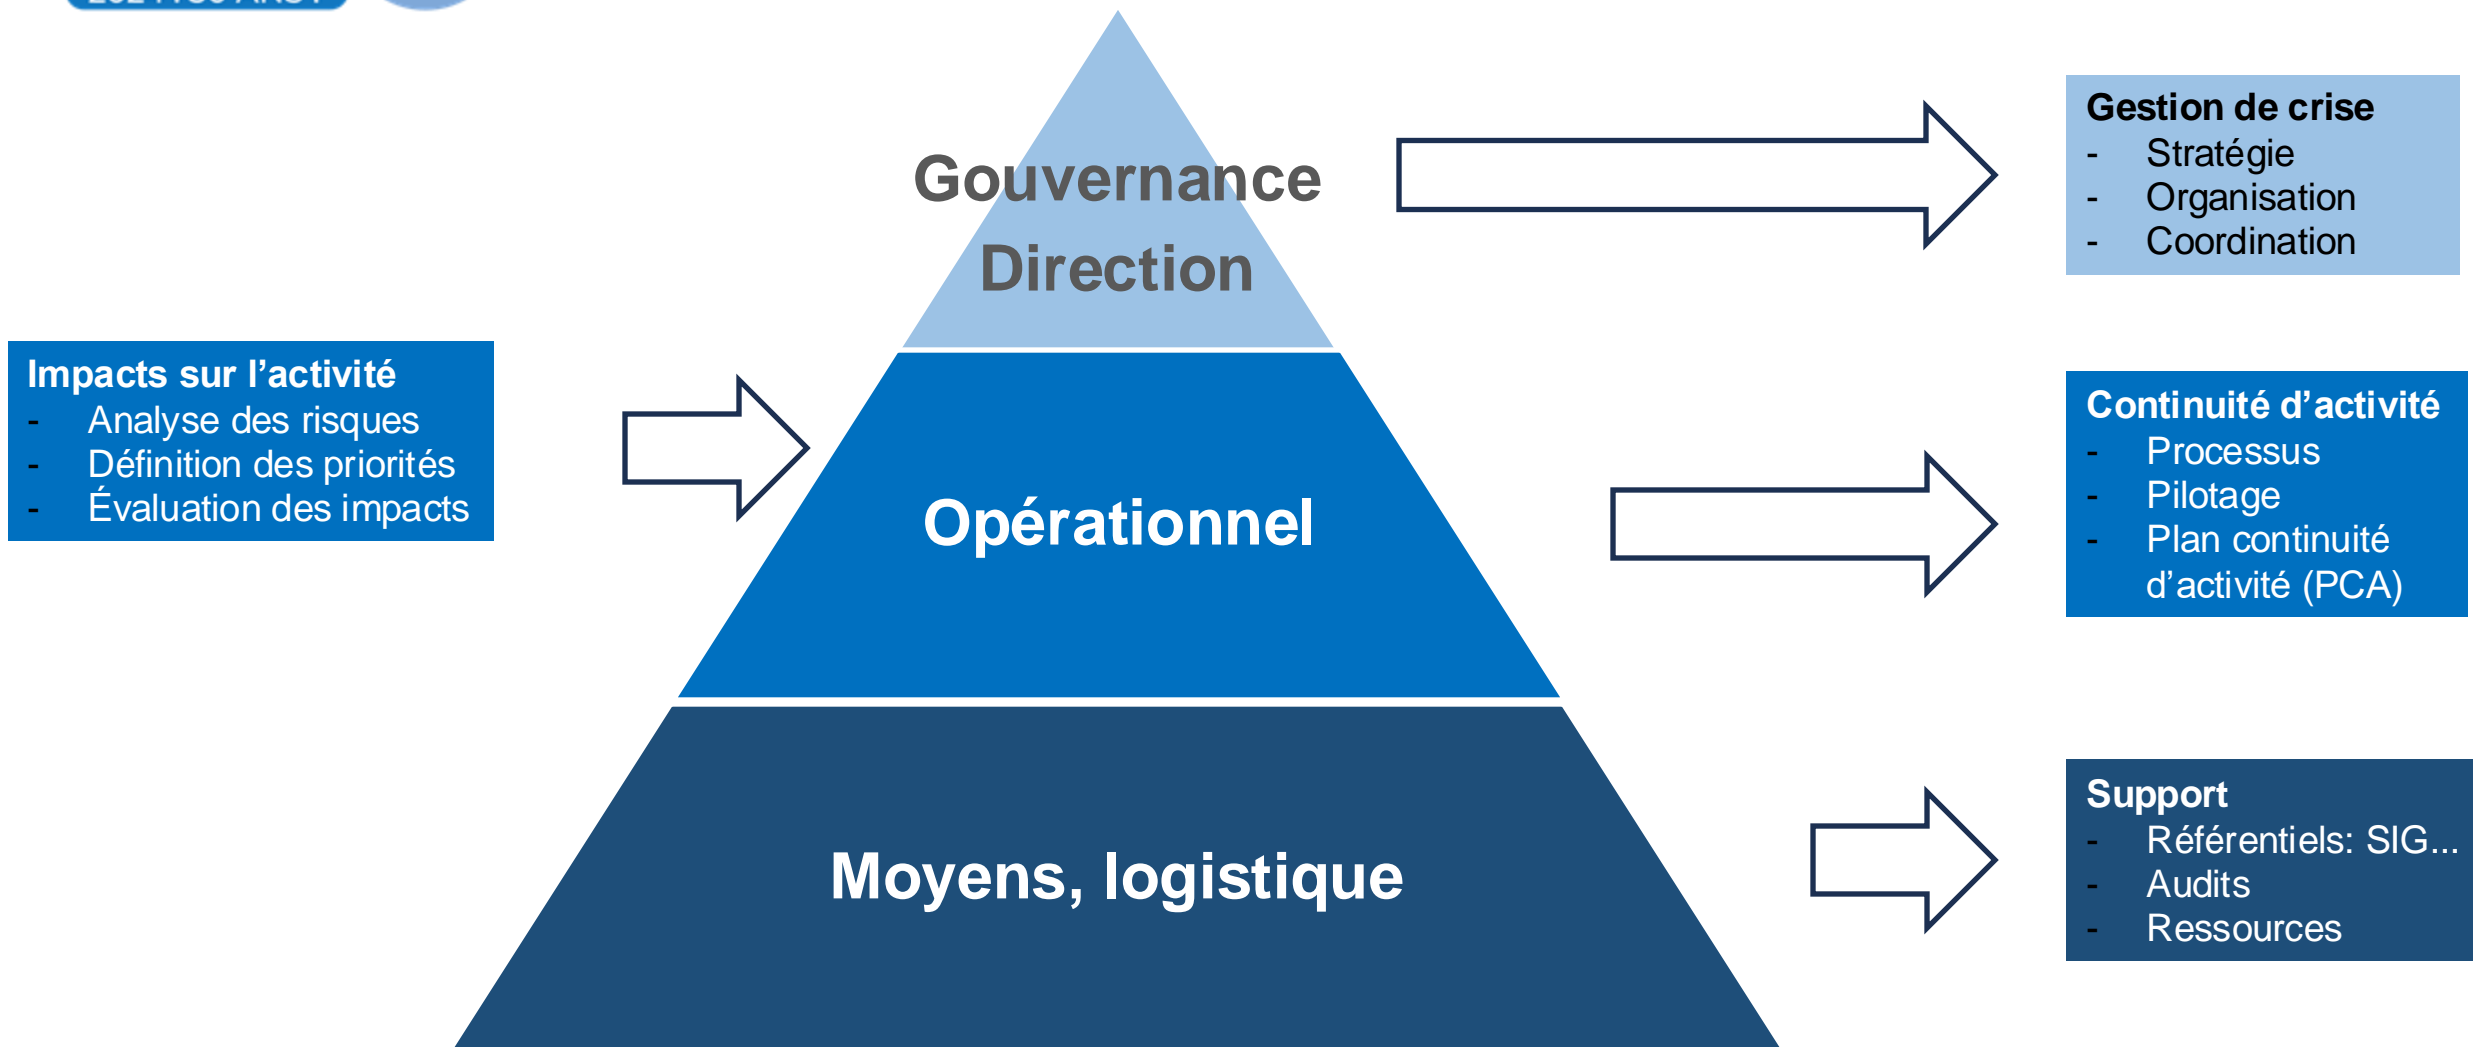 Gouvernance
Direction
Gestion de crise
- Stratégie
- Organisation
- Coordination
Impacts sur l’activité
- Analyse des risques
- Définition des priorités
- Évaluation des impacts
Opérationnel
Continuité d’activité
- Processus
- Pilotage
- Plan continuité
d’activité (PCA)
Moyens, logistique
Support
- Référentiels: SIG...
- Audits
- Ressources